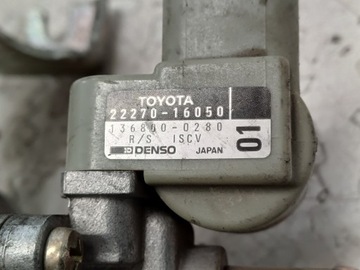 TOYOTA
22270-16050
136800-0280
R/S ISCV
DENSO JAPAN
01